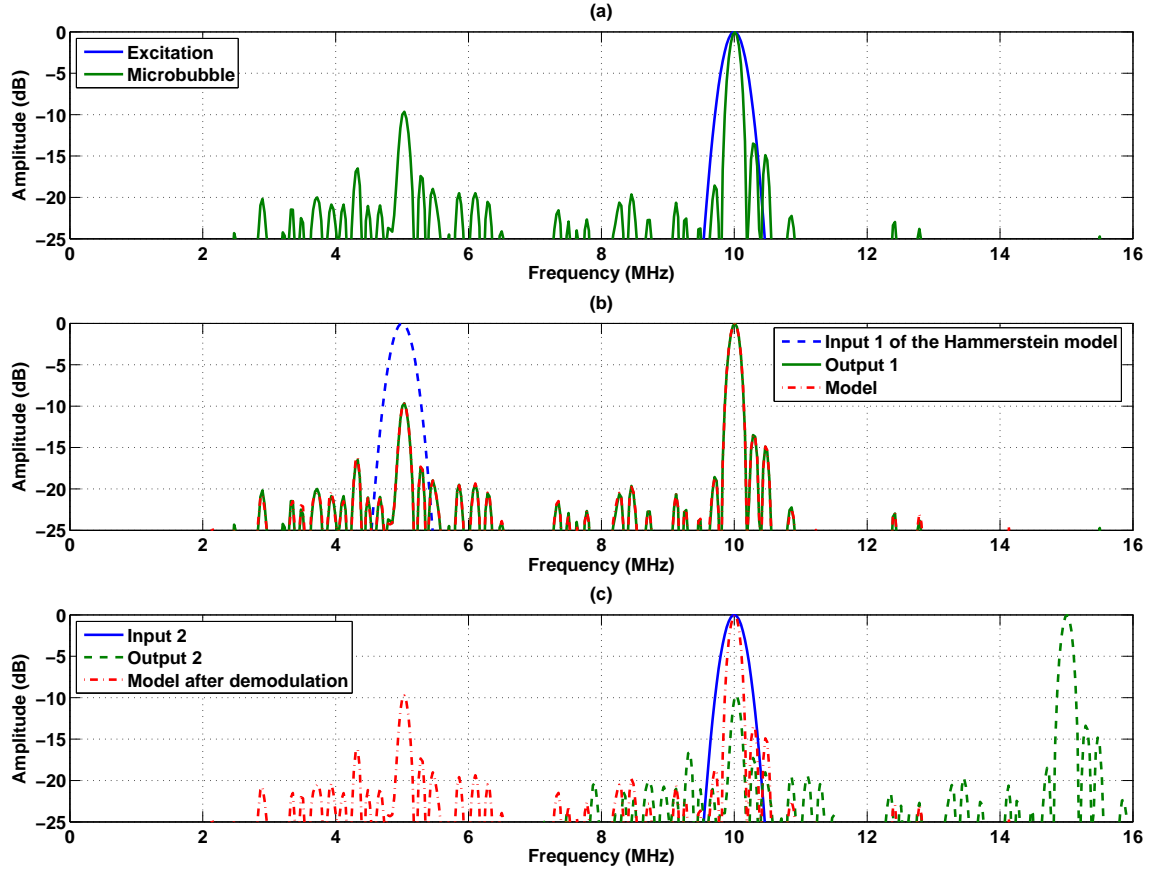 (a)
Amplitude (dB)
0
−5
−10
−15
−20
−25
Excitation
Microbubble
0 2 4 6 8 10 12 14 16
Frequency (MHz)
(b)
Amplitude (dB)
0
−5
−10
−15
−20
−25
Input 1 of the Hammerstein model
Output 1
Model
0 2 4 6 8 10 12 14 16
Frequency (MHz)
(c)
Amplitude (dB)
0
−5
−10
−15
−20
−25
Input 2
Output 2
Model after demodulation
0 2 4 6 8 10 12 14 16
Frequency (MHz)